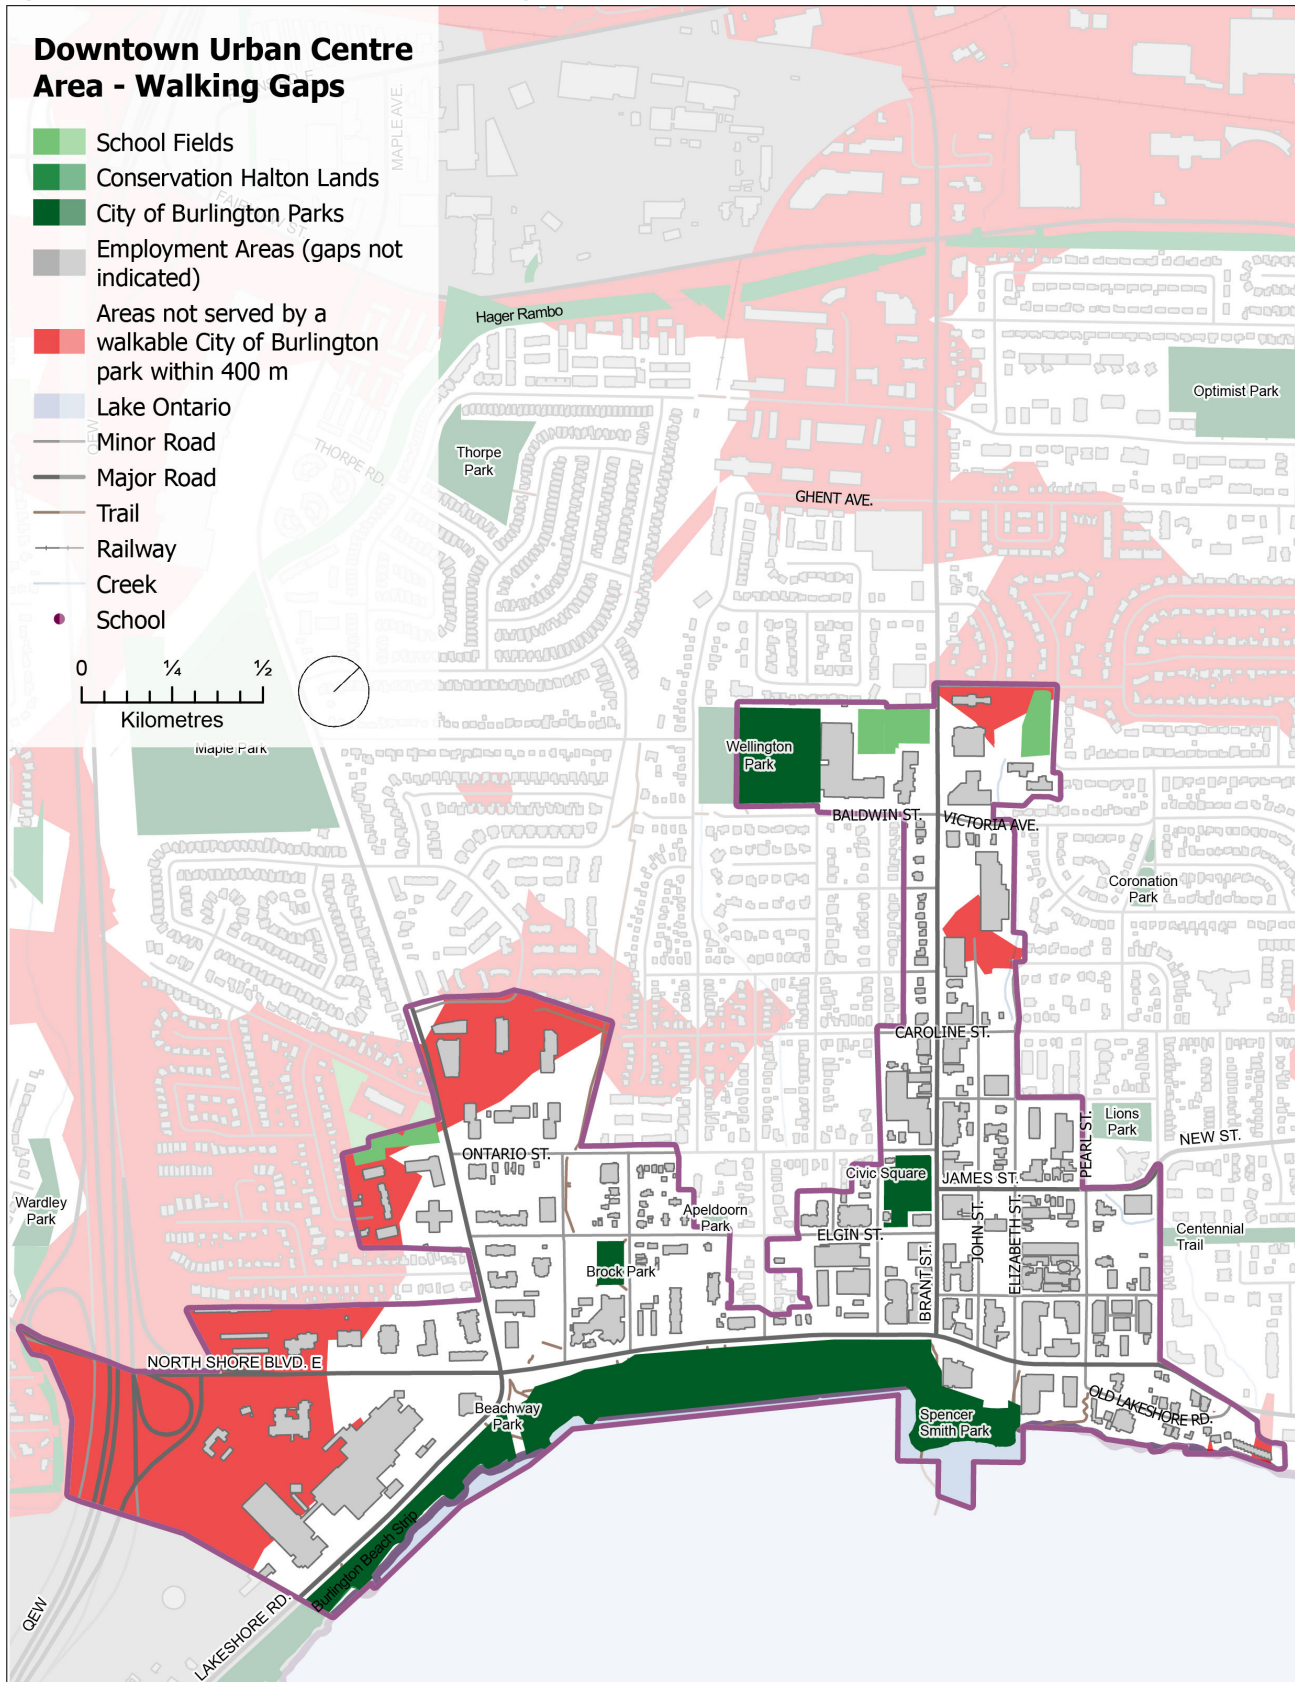 Downtown Urban Centre
Area - Walking Gaps
School Fields
Conservation Halton Lands
City of Burlington Parks
Employment Areas (gaps not
indicated)
Areas not served by a
walkable City of Burlington
park within 400 m
Lake Ontario
Minor Road
Major Road
Trail
Railway
Creek
School
0 ¼ ½
Kilometres
MAPLE AVE.
FAIRVIEW ST.
QEW
THORPE RD.
Hager Rambo
Optimist Park
Thorpe
Park
GHENT AVE.
Maple Park
Wellington
Park
BALDWIN ST.
VICTORIA AVE.
Coronation
Park
CAROLINE ST.
Lions
Park
PEARL ST.
NEW ST.
ONTARIO ST.
Civic Square
JAMES ST.
Wardley
Park
Apeldoorn
Park
ELGIN ST.
JOHN ST.
ELIZABETH ST.
Centennial
Trail
Brock Park
BRANT ST.
NORTH SHORE BLVD. E
Beachway
Park
Spencer
Smith Park
OLD LAKESHORE RD.
Burlington Beach Strip
QEW
LAKESHORE RD.